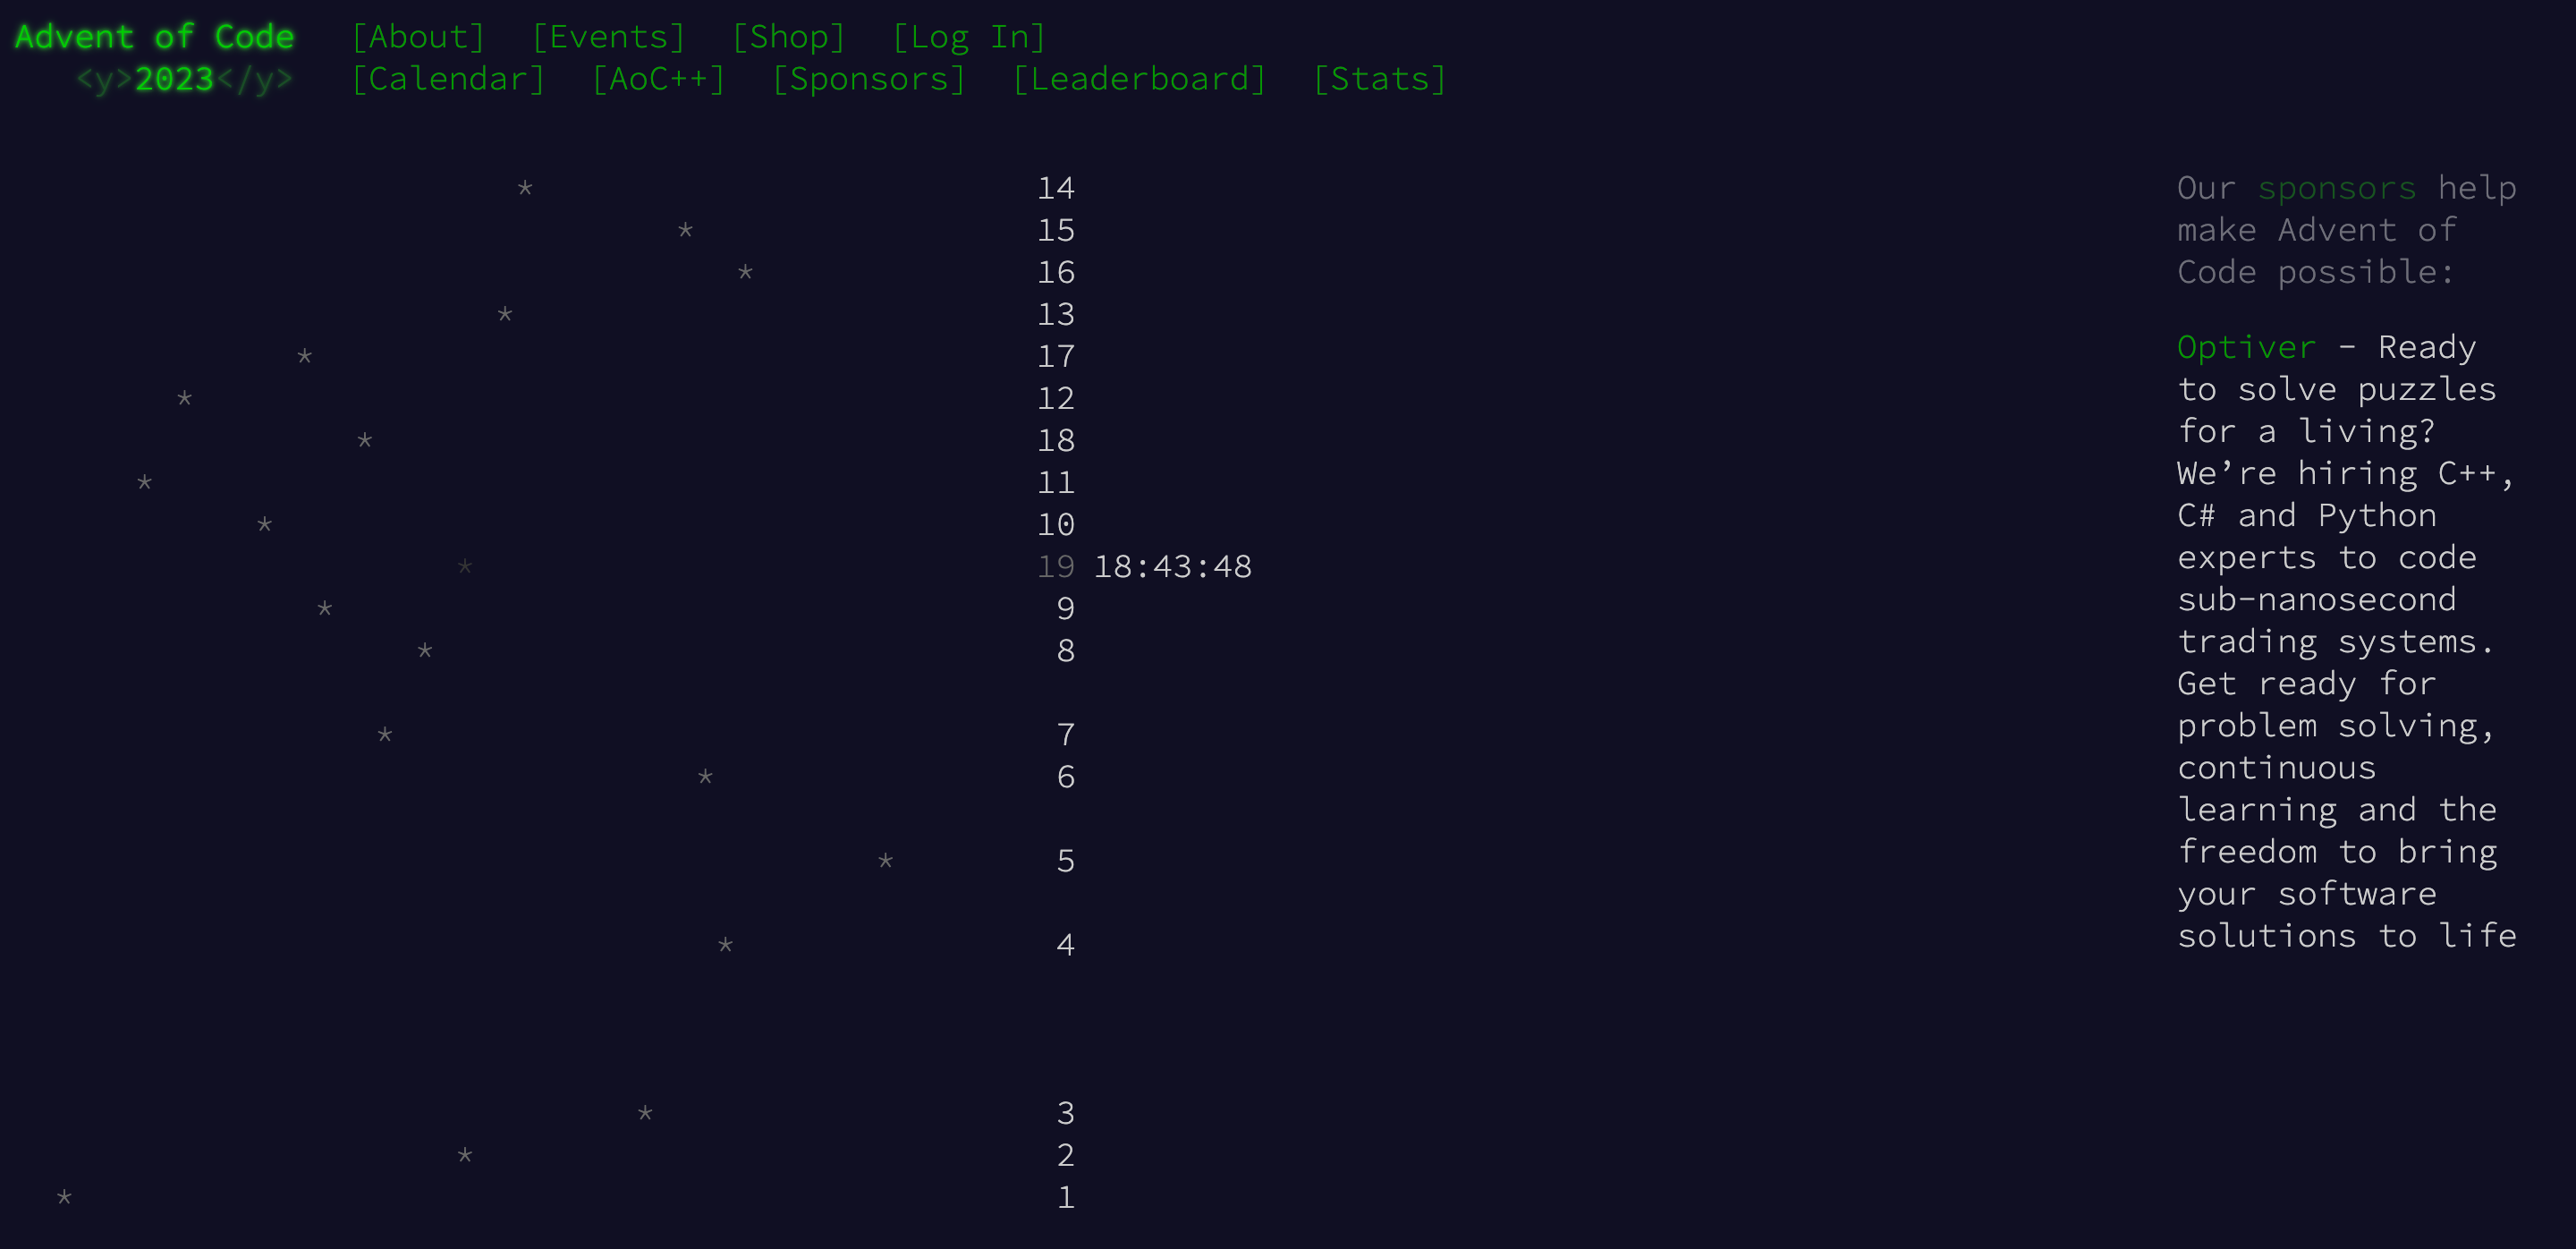 Advent of Code [About] [Events] [Shop] [Log In]
<y>2023</y> [Calendar] [AoC++] [Sponsors] [Leaderboard] [Stats]
* 14
* 15
* 16
* 13
* 17
* 12
* 18
* 11
* 10
* 19 18:43:48
* 9
* 8
* 7
* 6
* 5
* 4
* 3
* 2
* 1
Our sponsors help
make Advent of
Code possible:
Optiver - Ready
to solve puzzles
for a living?
We’re hiring C++,
C# and Python
experts to code
sub-nanosecond
trading systems.
Get ready for
problem solving,
continuous
learning and the
freedom to bring
your software
solutions to life